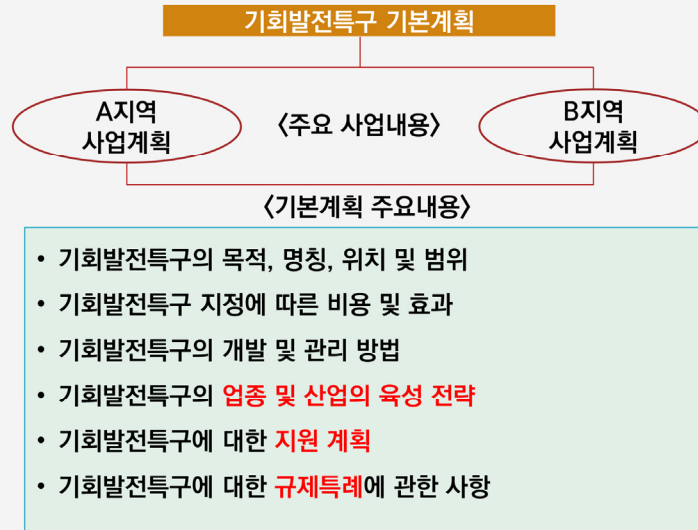 기회발전특구 기본계획
A지역
사업계획
〈주요 사업내용〉
B지역
사업계획
〈기본계획 주요내용〉
• 기회발전특구의 목적, 명칭, 위치 및 범위
• 기회발전특구 지정에 따른 비용 및 효과
• 기회발전특구의 개발 및 관리 방법
• 기회발전특구의 업종 및 산업의 육성 전략
• 기회발전특구에 대한 지원 계획
• 기회발전특구에 대한 규제특례에 관한 사항